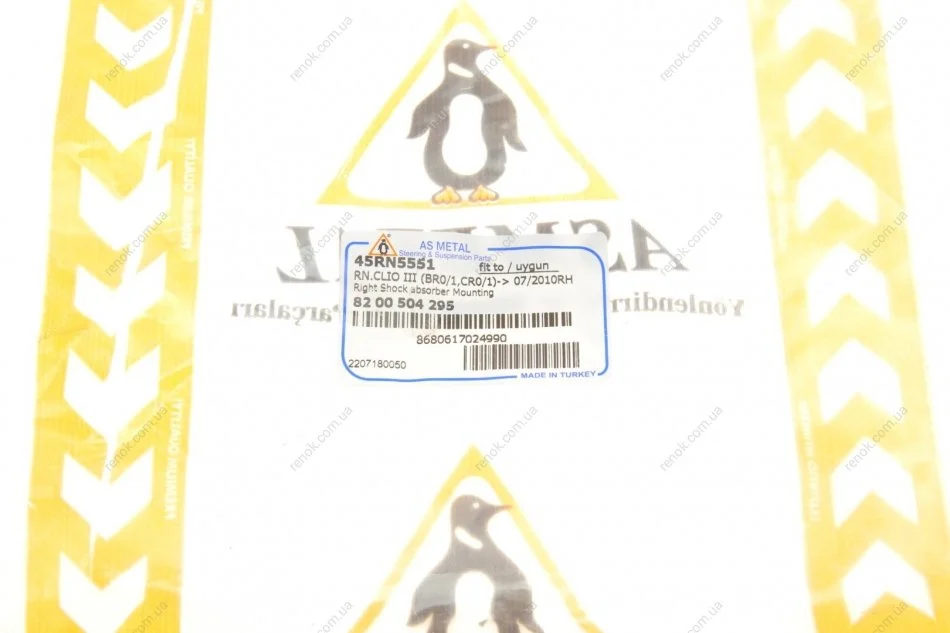 AS METAL
Steering & Suspension Parts
45RN5551 fit to / uygun
RN.CLIO III (BR0/1,CR0/1)-> 07/2010RH
Right Shock absorber Mounting
82 00 504 295
8680617024990
2207180050
MADE IN TURKEY
Yönlendirm
Parçaları
renok.com.ua